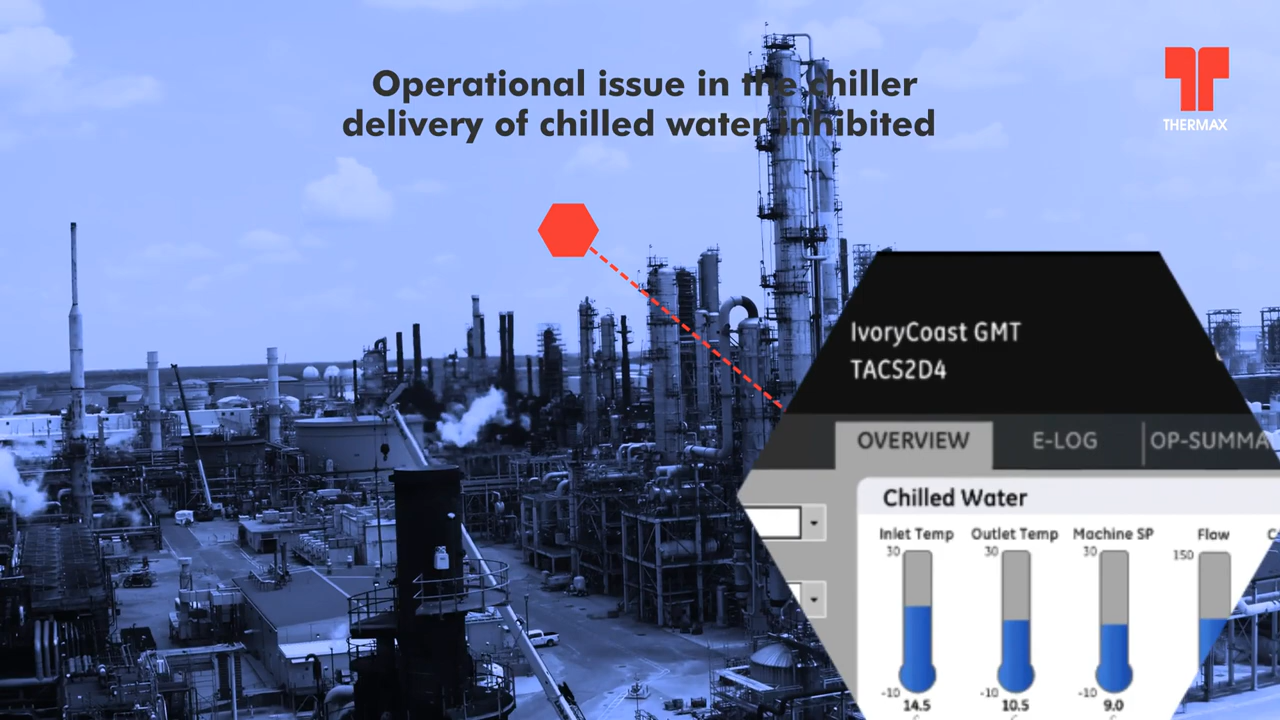 Operational issue in the chiller
delivery of chilled water inhibited
THERMAX
IvoryCoast GMT
TACS2D4
OVERVIEW
E-LOG
OP-SUMMA
Chilled Water
Inlet Temp
Outlet Temp
Machine SP
Flow
30
30
30
150
-10
-10
-10
14.5
10.5
9.0